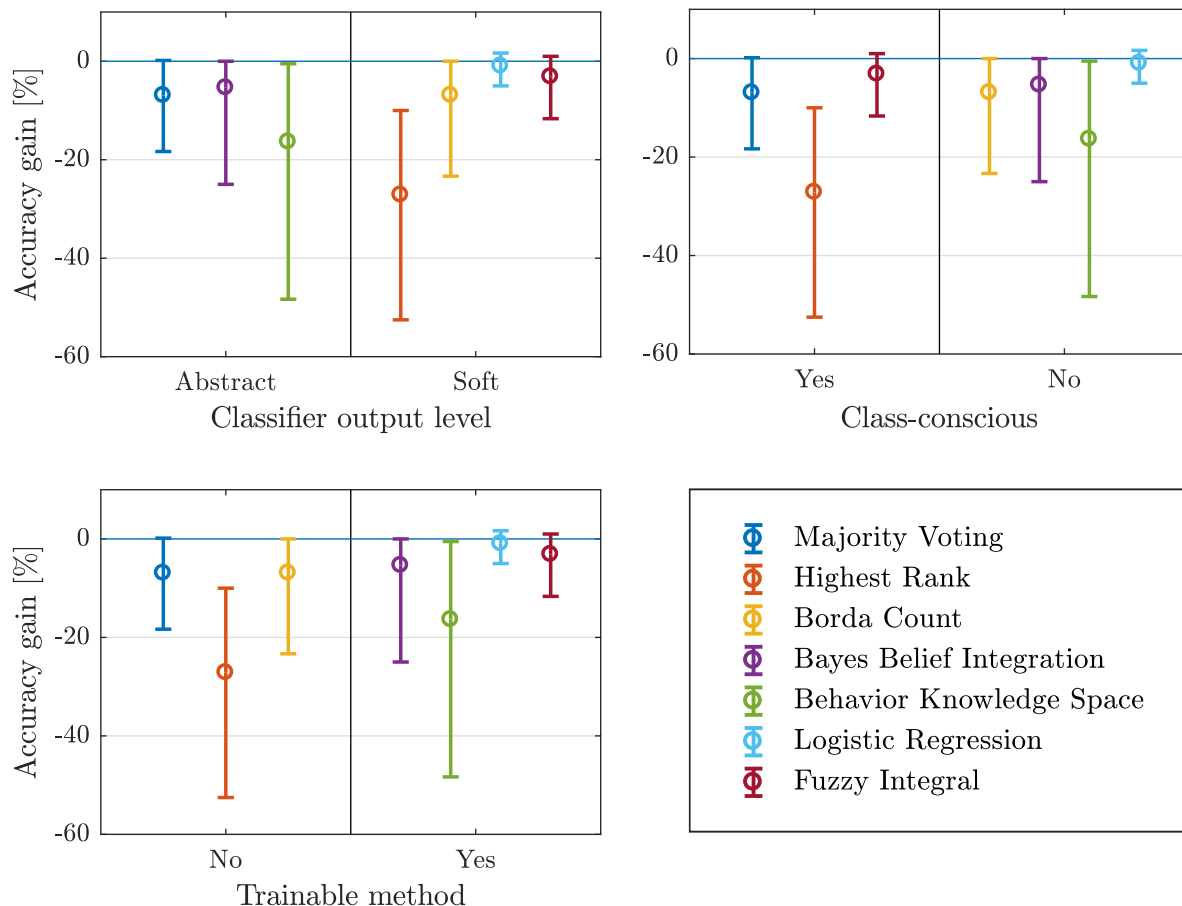 Accuracy gain [%]
0
-20
-40
-60
Abstract
Soft
Classifier output level
0
-20
-40
-60
Yes
No
Class-conscious
Accuracy gain [%]
0
-20
-40
-60
No
Yes
Trainable method
Majority Voting
Highest Rank
Borda Count
Bayes Belief Integration
Behavior Knowledge Space
Logistic Regression
Fuzzy Integral